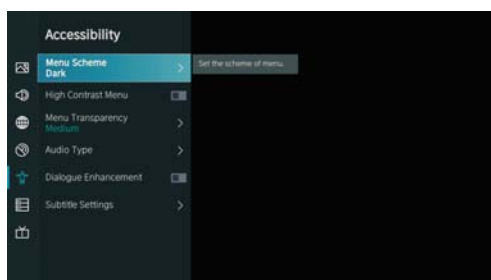 Accessibility
Menu Scheme
Dark
Set the scheme of menu.
High Contrast Menu
Menu Transparency
Medium
Audio Type
Dialogue Enhancement
Subtitle Settings